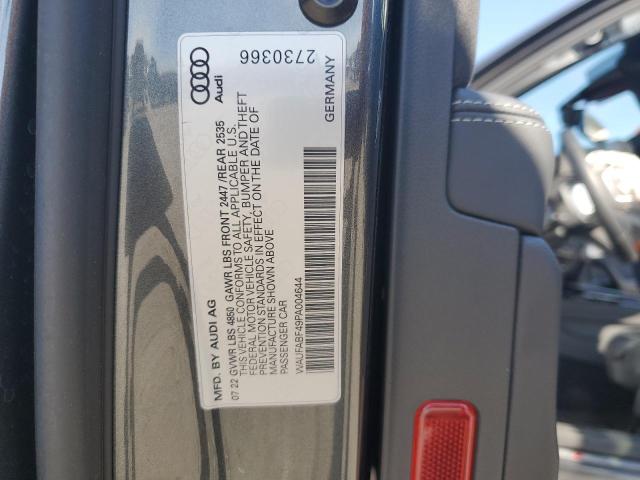 Audi
2730366
MFD. BY AUDI AG
07 22 GVWR LBS 4850 GAWR LBS FRONT 2447/REAR 2535
THIS VEHICLE CONFORMS TO ALL APPLICABLE U.S.
FEDERAL MOTOR VEHICLE SAFETY, BUMPER AND THEFT
PREVENTION STANDARDS IN EFFECT ON THE DATE OF
MANUFACTURE SHOWN ABOVE
PASSENGER CAR
WAUFABF49PA004644
GERMANY